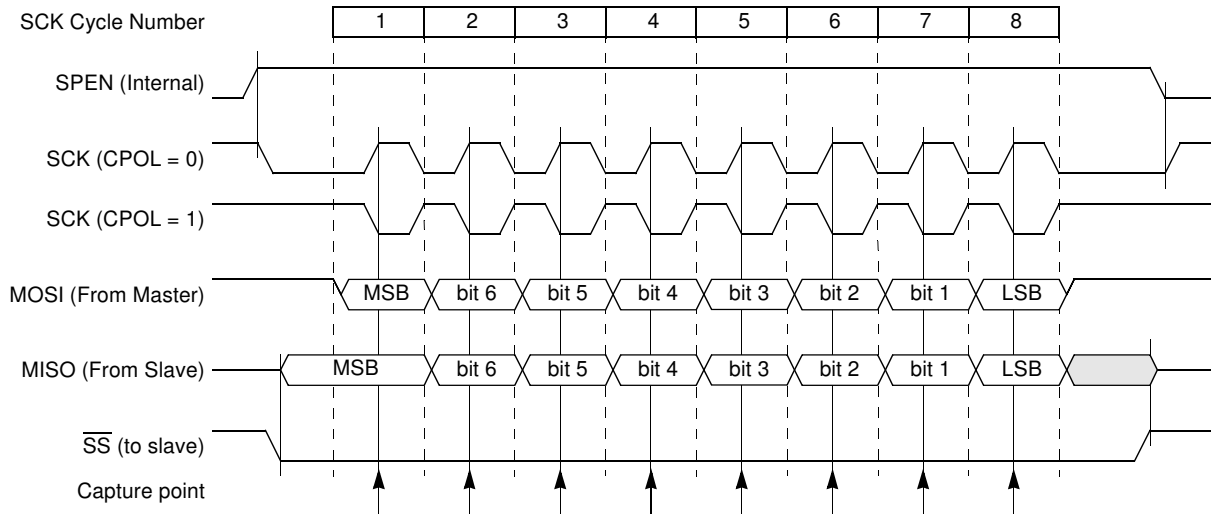 SCK Cycle Number 1 2 3 4 5 6 7 8
SPEN (Internal)
SCK (CPOL = 0)
SCK (CPOL = 1)
MOSI (From Master) MSB bit 6 bit 5 bit 4 bit 3 bit 2 bit 1 LSB
MISO (From Slave) MSB bit 6 bit 5 bit 4 bit 3 bit 2 bit 1 LSB
SS (to slave)
Capture point